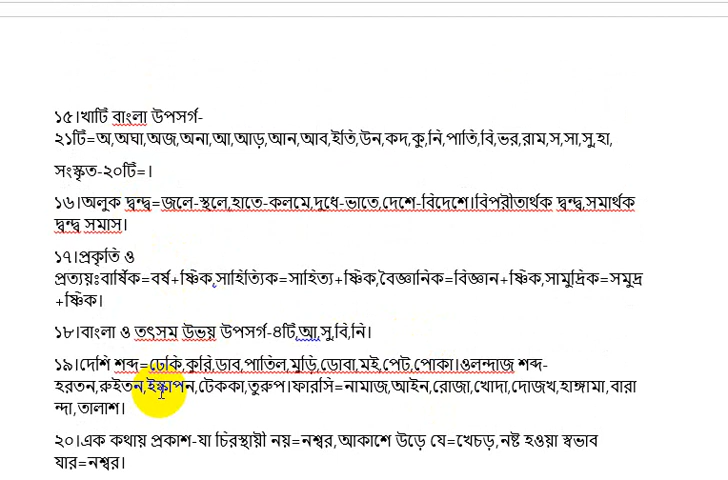 ১৫।খাটি বাংলা উপসর্গ-
২১টি=অ,অঘা,অজ,অনা,আ,আড়,আন,আব,ইতি,উন,কদ,কু,নি,পাতি,বি,ভর,রাম,স,সা,সু,হা,
সংস্কৃত-২০টি=।
১৬।অলুক দ্বন্দ্ব=জলে-স্থলে,হাতে-কলমে,দুধে-ভাতে,দেশে-বিদেশে।বিপরীতার্থক দ্বন্দ্ব,সমার্থক
দ্বন্দ্ব সমাস।
১৭।প্রকৃতি ও
প্রত্যয়ঃবার্ষিক=বর্ষ+ষ্ণিক,সাহিত্যিক=সাহিত্য+ষ্ণিক,বৈজ্ঞানিক=বিজ্ঞান+ষ্ণিক,সামুদ্রিক=সমুদ্র
+ষ্ণিক।
১৮।বাংলা ও তৎসম উভয় উপসর্গ-৪টি,আ,সু,বি,নি।
১৯।দেশি শব্দ=ঢেকি,কুরি,ডাব,পাতিল,মুড়ি,ডোবা,মই,পেট,পোকা।ওলন্দাজ শব্দ-
হরতন,রুইতন,ইস্কাপন,টেককা,তুরুপ।ফারসি=নামাজ,আইন,রোজা,খোদা,দোজখ,হাঙ্গামা,বারা
ন্দা,তালাশ।
২০।এক কথায় প্রকাশ-যা চিরস্থায়ী নয়=নশ্বর,আকাশে উড়ে যে=খেচড়,নষ্ট হওয়া স্বভাব
যার=নশ্বর।